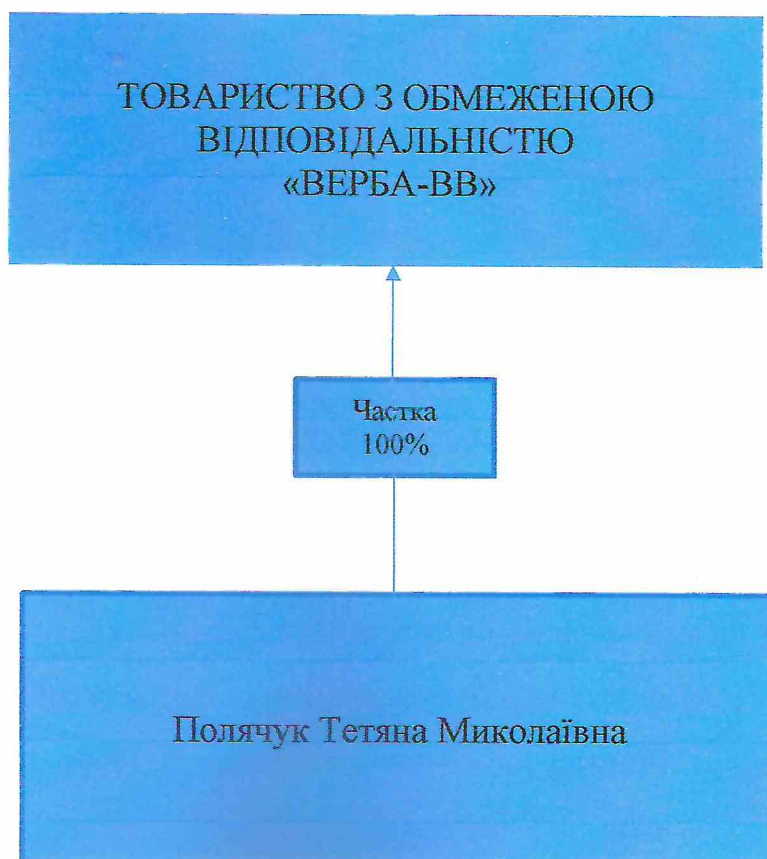 ТОВАРИСТВО З ОБМЕЖЕНОЮ
ВІДПОВІДАЛЬНІСТЮ
«ВЕРБА-ВВ»
Частка
100%
Полячук Тетяна Миколаївна